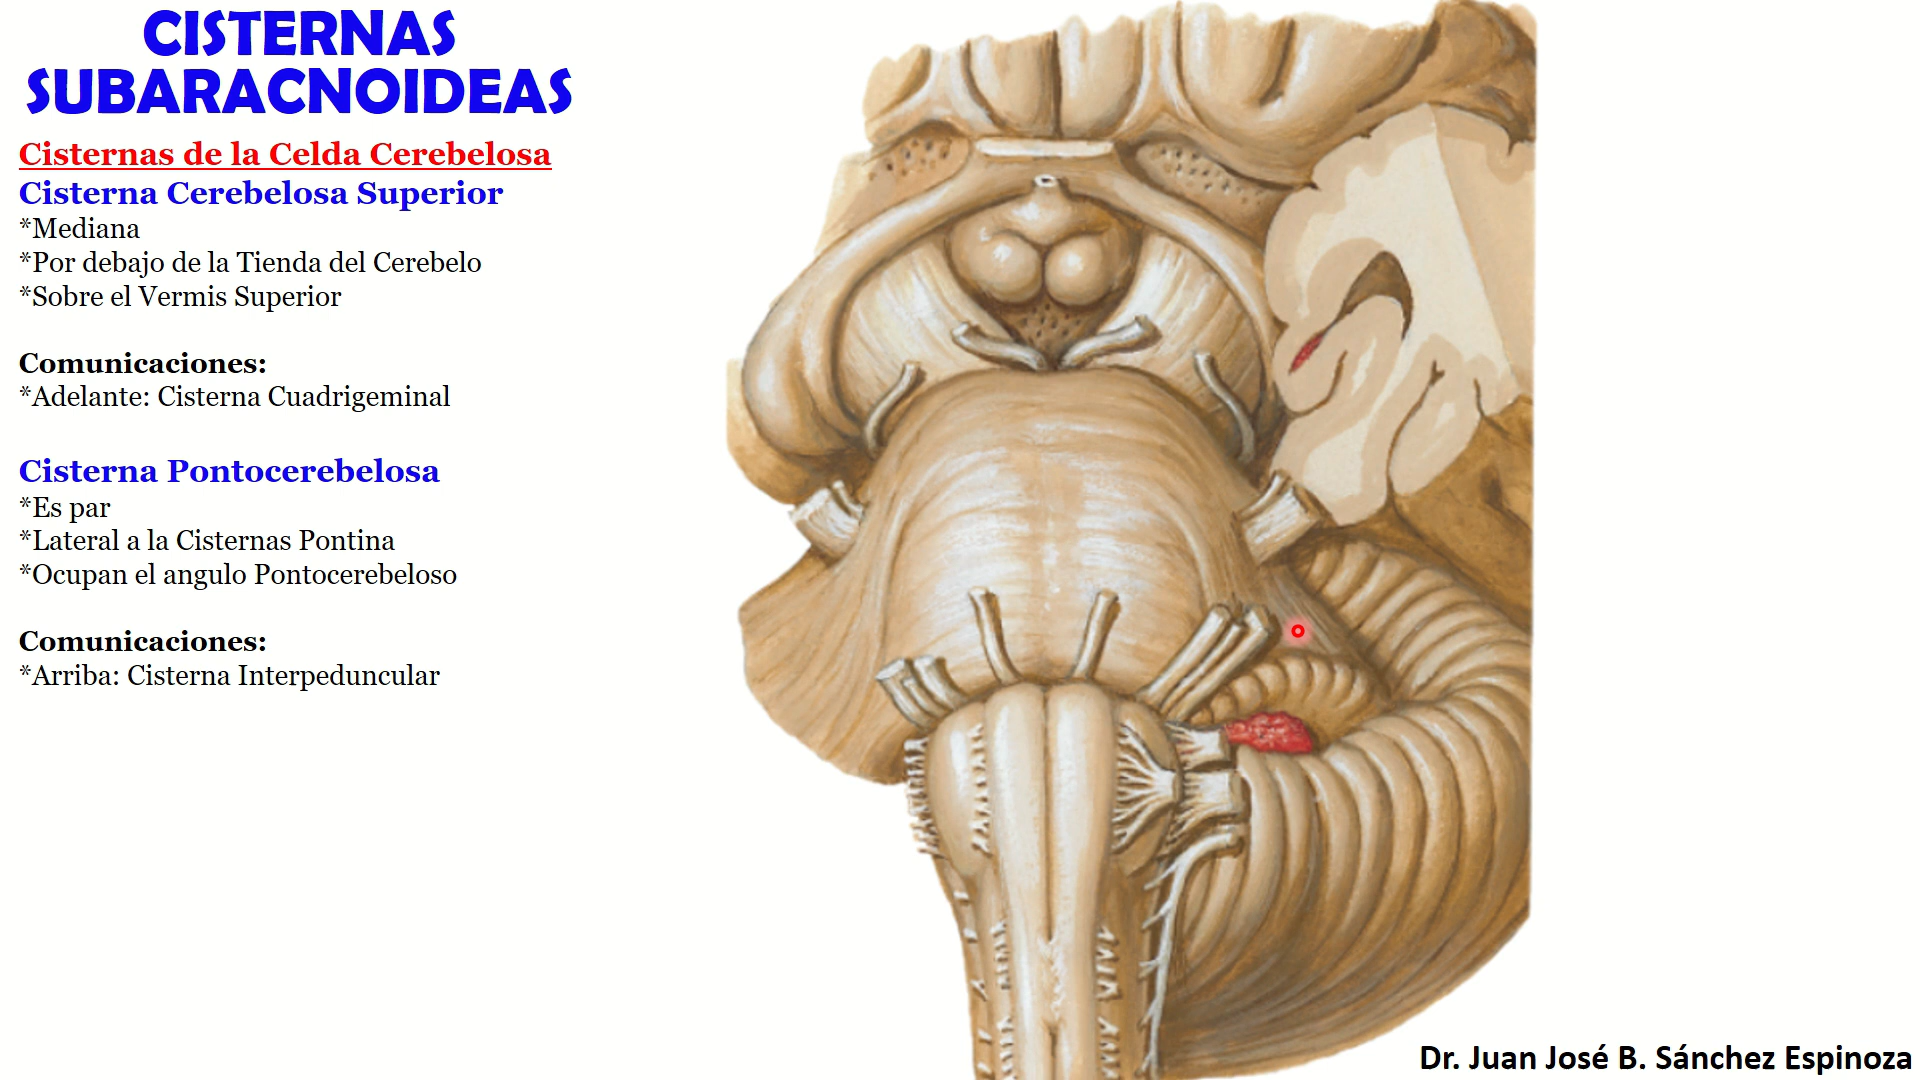 CISTERNAS
SUBARACNOIDEAS
Cisternas de la Celda Cerebelosa
Cisterna Cerebelosa Superior
*Mediana
*Por debajo de la Tienda del Cerebelo
*Sobre el Vermis Superior
Comunicaciones:
*Adelante: Cisterna Cuadrigeminal
Cisterna Pontocerebelosa
*Es par
*Lateral a la Cisternas Pontina
*Ocupan el angulo Pontocerebeloso
Comunicaciones:
*Arriba: Cisterna Interpeduncular
Dr. Juan José B. Sánchez Espinoza